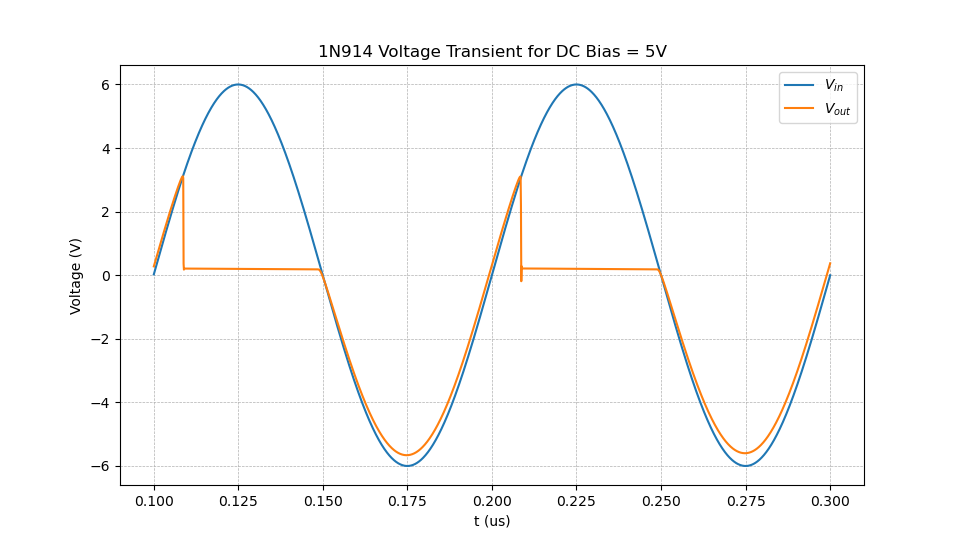 1N914 Voltage Transient for DC Bias = 5V
V_in
V_out
6
4
2
0
−2
−4
−6
Voltage (V)
0.100 0.125 0.150 0.175 0.200 0.225 0.250 0.275 0.300
t (us)